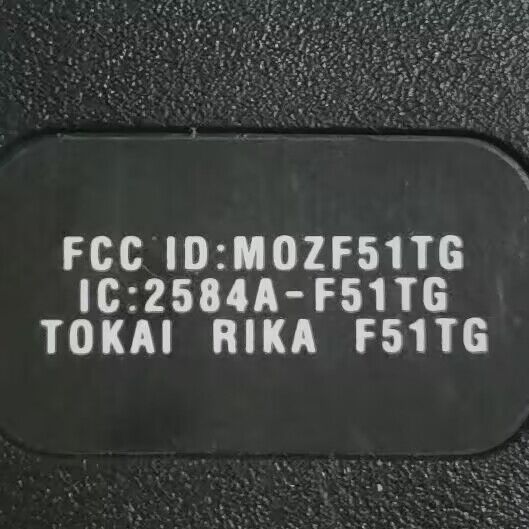 FCC ID:MOZF51TG
IC:2584A-F51TG
TOKAI RIKA F51TG